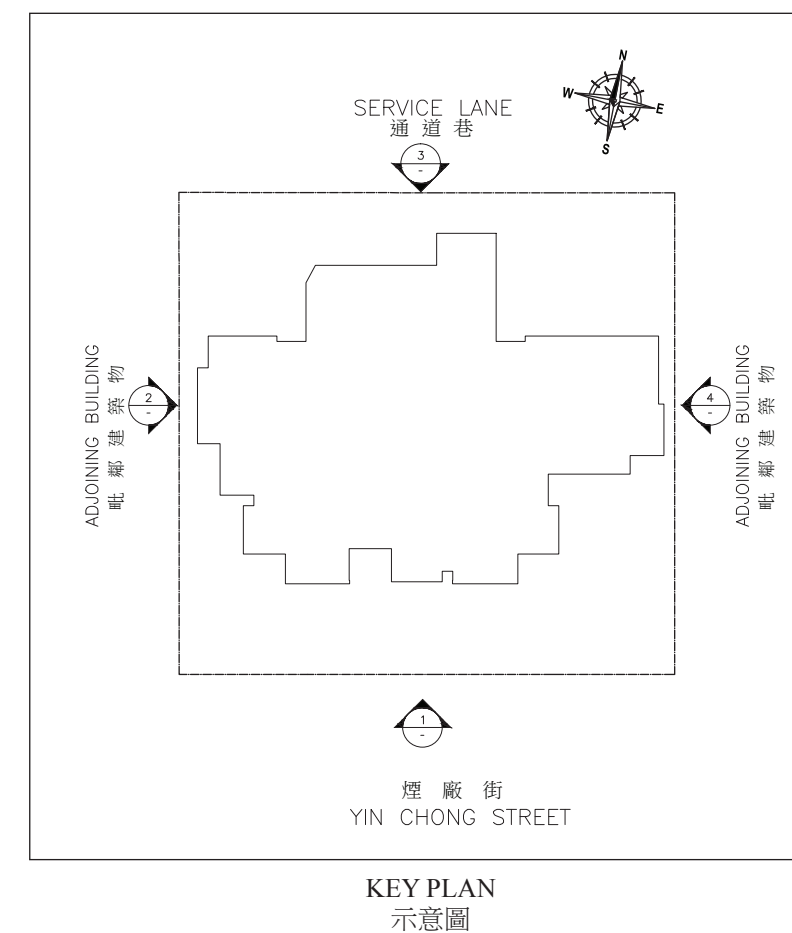 N
W
E
S
SERVICE LANE
通道巷
3
-
ADJOINING BUILDING
毗鄰建築物
2
-
4
-
ADJOINING BUILDING
毗鄰建築物
1
-
煙廠街
YIN CHONG STREET
KEY PLAN
示意圖